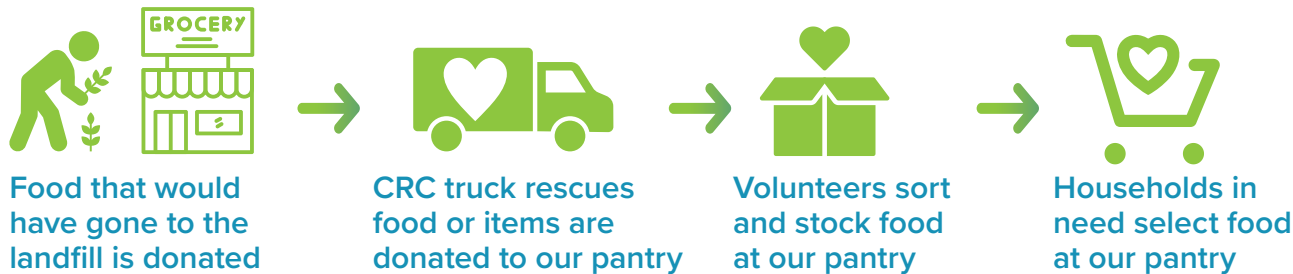 GROCERY
Food that would
have gone to the
landfill is donated
CRC truck rescues
food or items are
donated to our pantry
Volunteers sort
and stock food
at our pantry
Households in
need select food
at our pantry